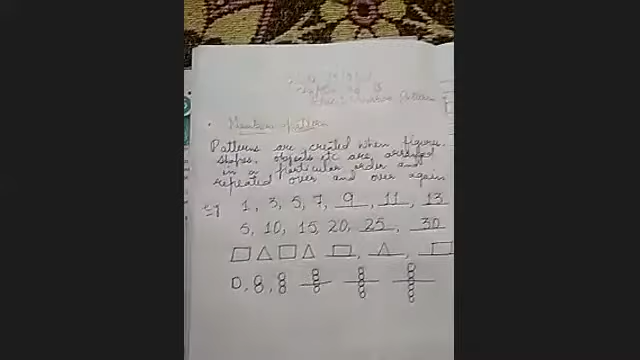 Number pattern
Patterns are created when figures,
shapes, objects etc are arranged
in a particular order and
repeated over and over again
Eg 1, 3, 5, 7, 9, 11, 13
5, 10, 15, 20, 25, 30